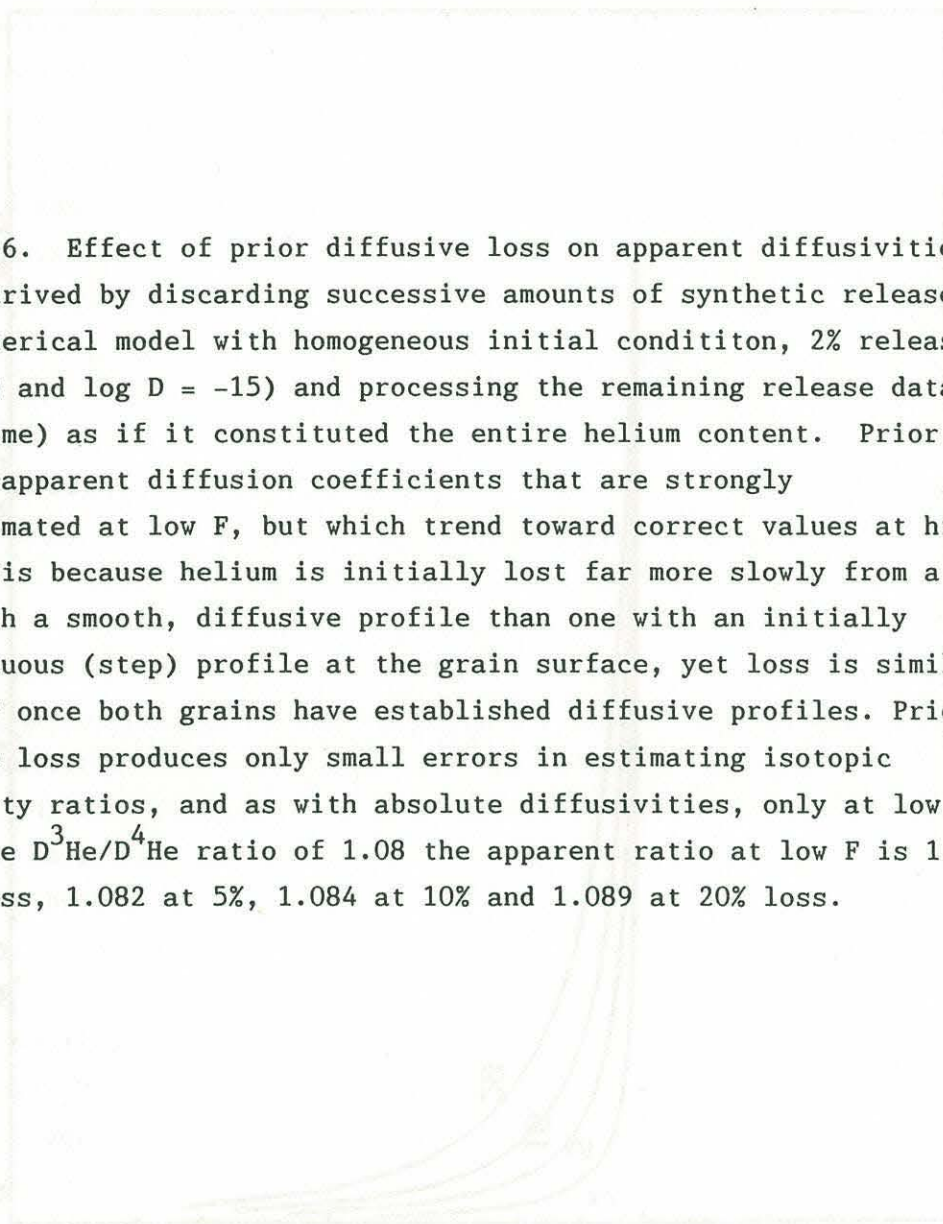 6. Effect of prior diffusive loss on apparent diffusivitie
rived by discarding successive amounts of synthetic release
erical model with homogeneous initial condititon, 2% releas
and log D = -15) and processing the remaining release data
me) as if it constituted the entire helium content. Prior
apparent diffusion coefficients that are strongly
mated at low F, but which trend toward correct values at h
is because helium is initially lost far more slowly from a
h a smooth, diffusive profile than one with an initially
uous (step) profile at the grain surface, yet loss is simil
once both grains have established diffusive profiles. Prio
loss produces only small errors in estimating isotopic
ty ratios, and as with absolute diffusivities, only at low
e D³He/D⁴He ratio of 1.08 the apparent ratio at low F is 1
ss, 1.082 at 5%, 1.084 at 10% and 1.089 at 20% loss.